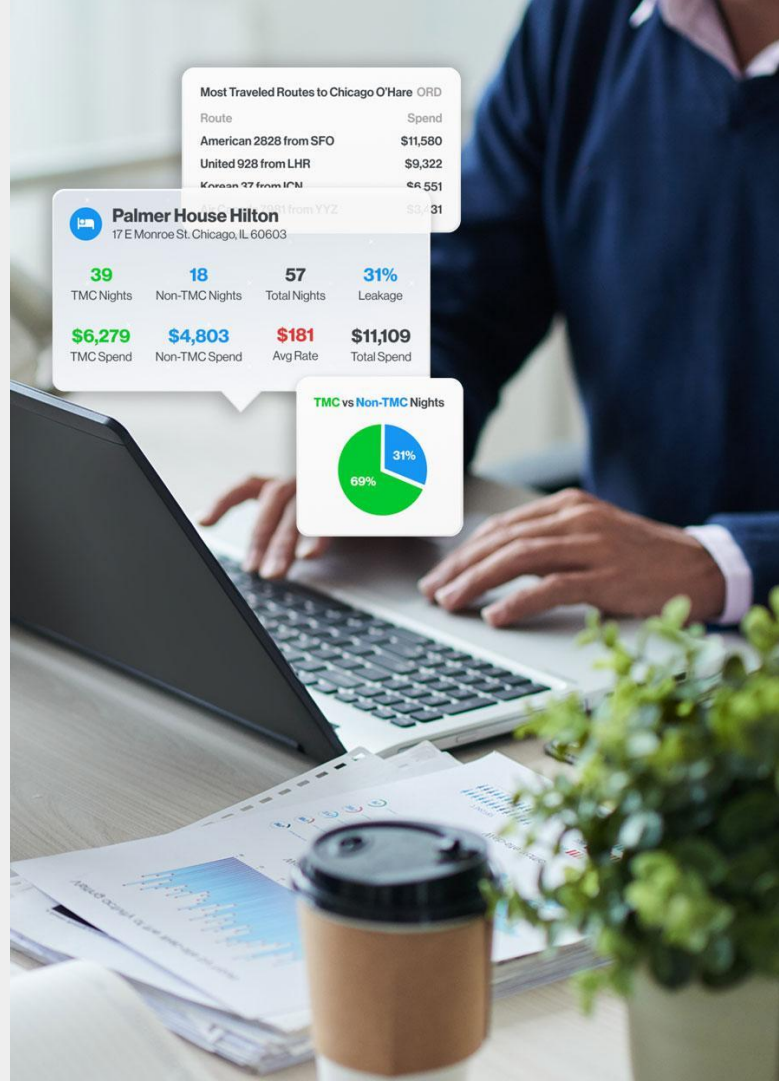 Most Traveled Routes to Chicago O'Hare ORD
Route Spend
American 2828 from SFO $11,580
United 928 from LHR $9,322
Korean 37 from ICN $6,551
from YYZ
Palmer House Hilton
17 E Monroe St. Chicago, IL 60603
39 18 57 31%
TMC Nights Non-TMC Nights Total Nights Leakage
$6,279 $4,803 $181 $11,109
TMC Spend Non-TMC Spend Avg Rate Total Spend
TMC vs Non-TMC Nights
31%
69%